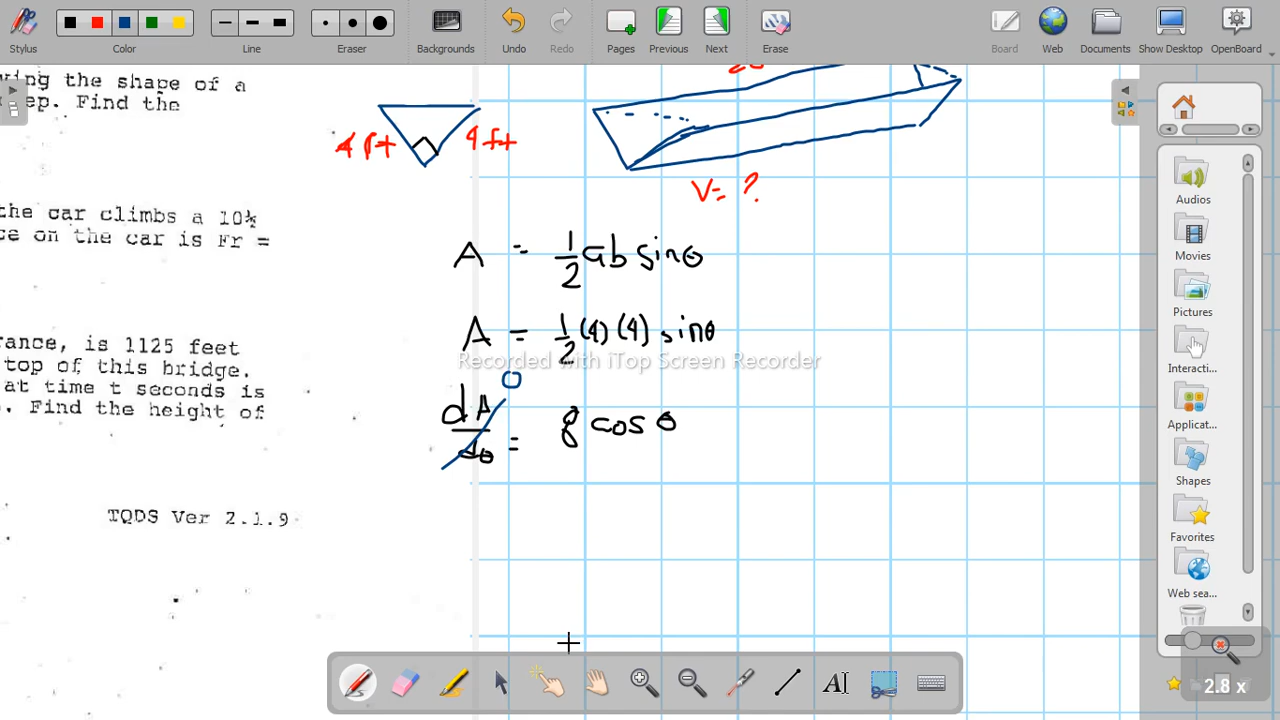 Stylus Color Line Eraser Backgrounds Undo Redo Pages Previous Next Erase Board Web Documents Show Desktop OpenBoard
the shape of a
Find the
4 ft 4 ft
V = ?
the car climbs a 10%
on the car is Fr =
A = 1/2 ab sinθ
A = 1/2 (4) (4) sinθ
is 1125 feet
top of this bridge.
at time t seconds is
Find the height of
Recorded with iTop Screen Recorder
0
dA/dθ = 8 cos θ
TQDS Ver 2.1.9
Audios
Movies
Pictures
Interacti...
Applicat...
Shapes
Favorites
Web sea...
2.8 x